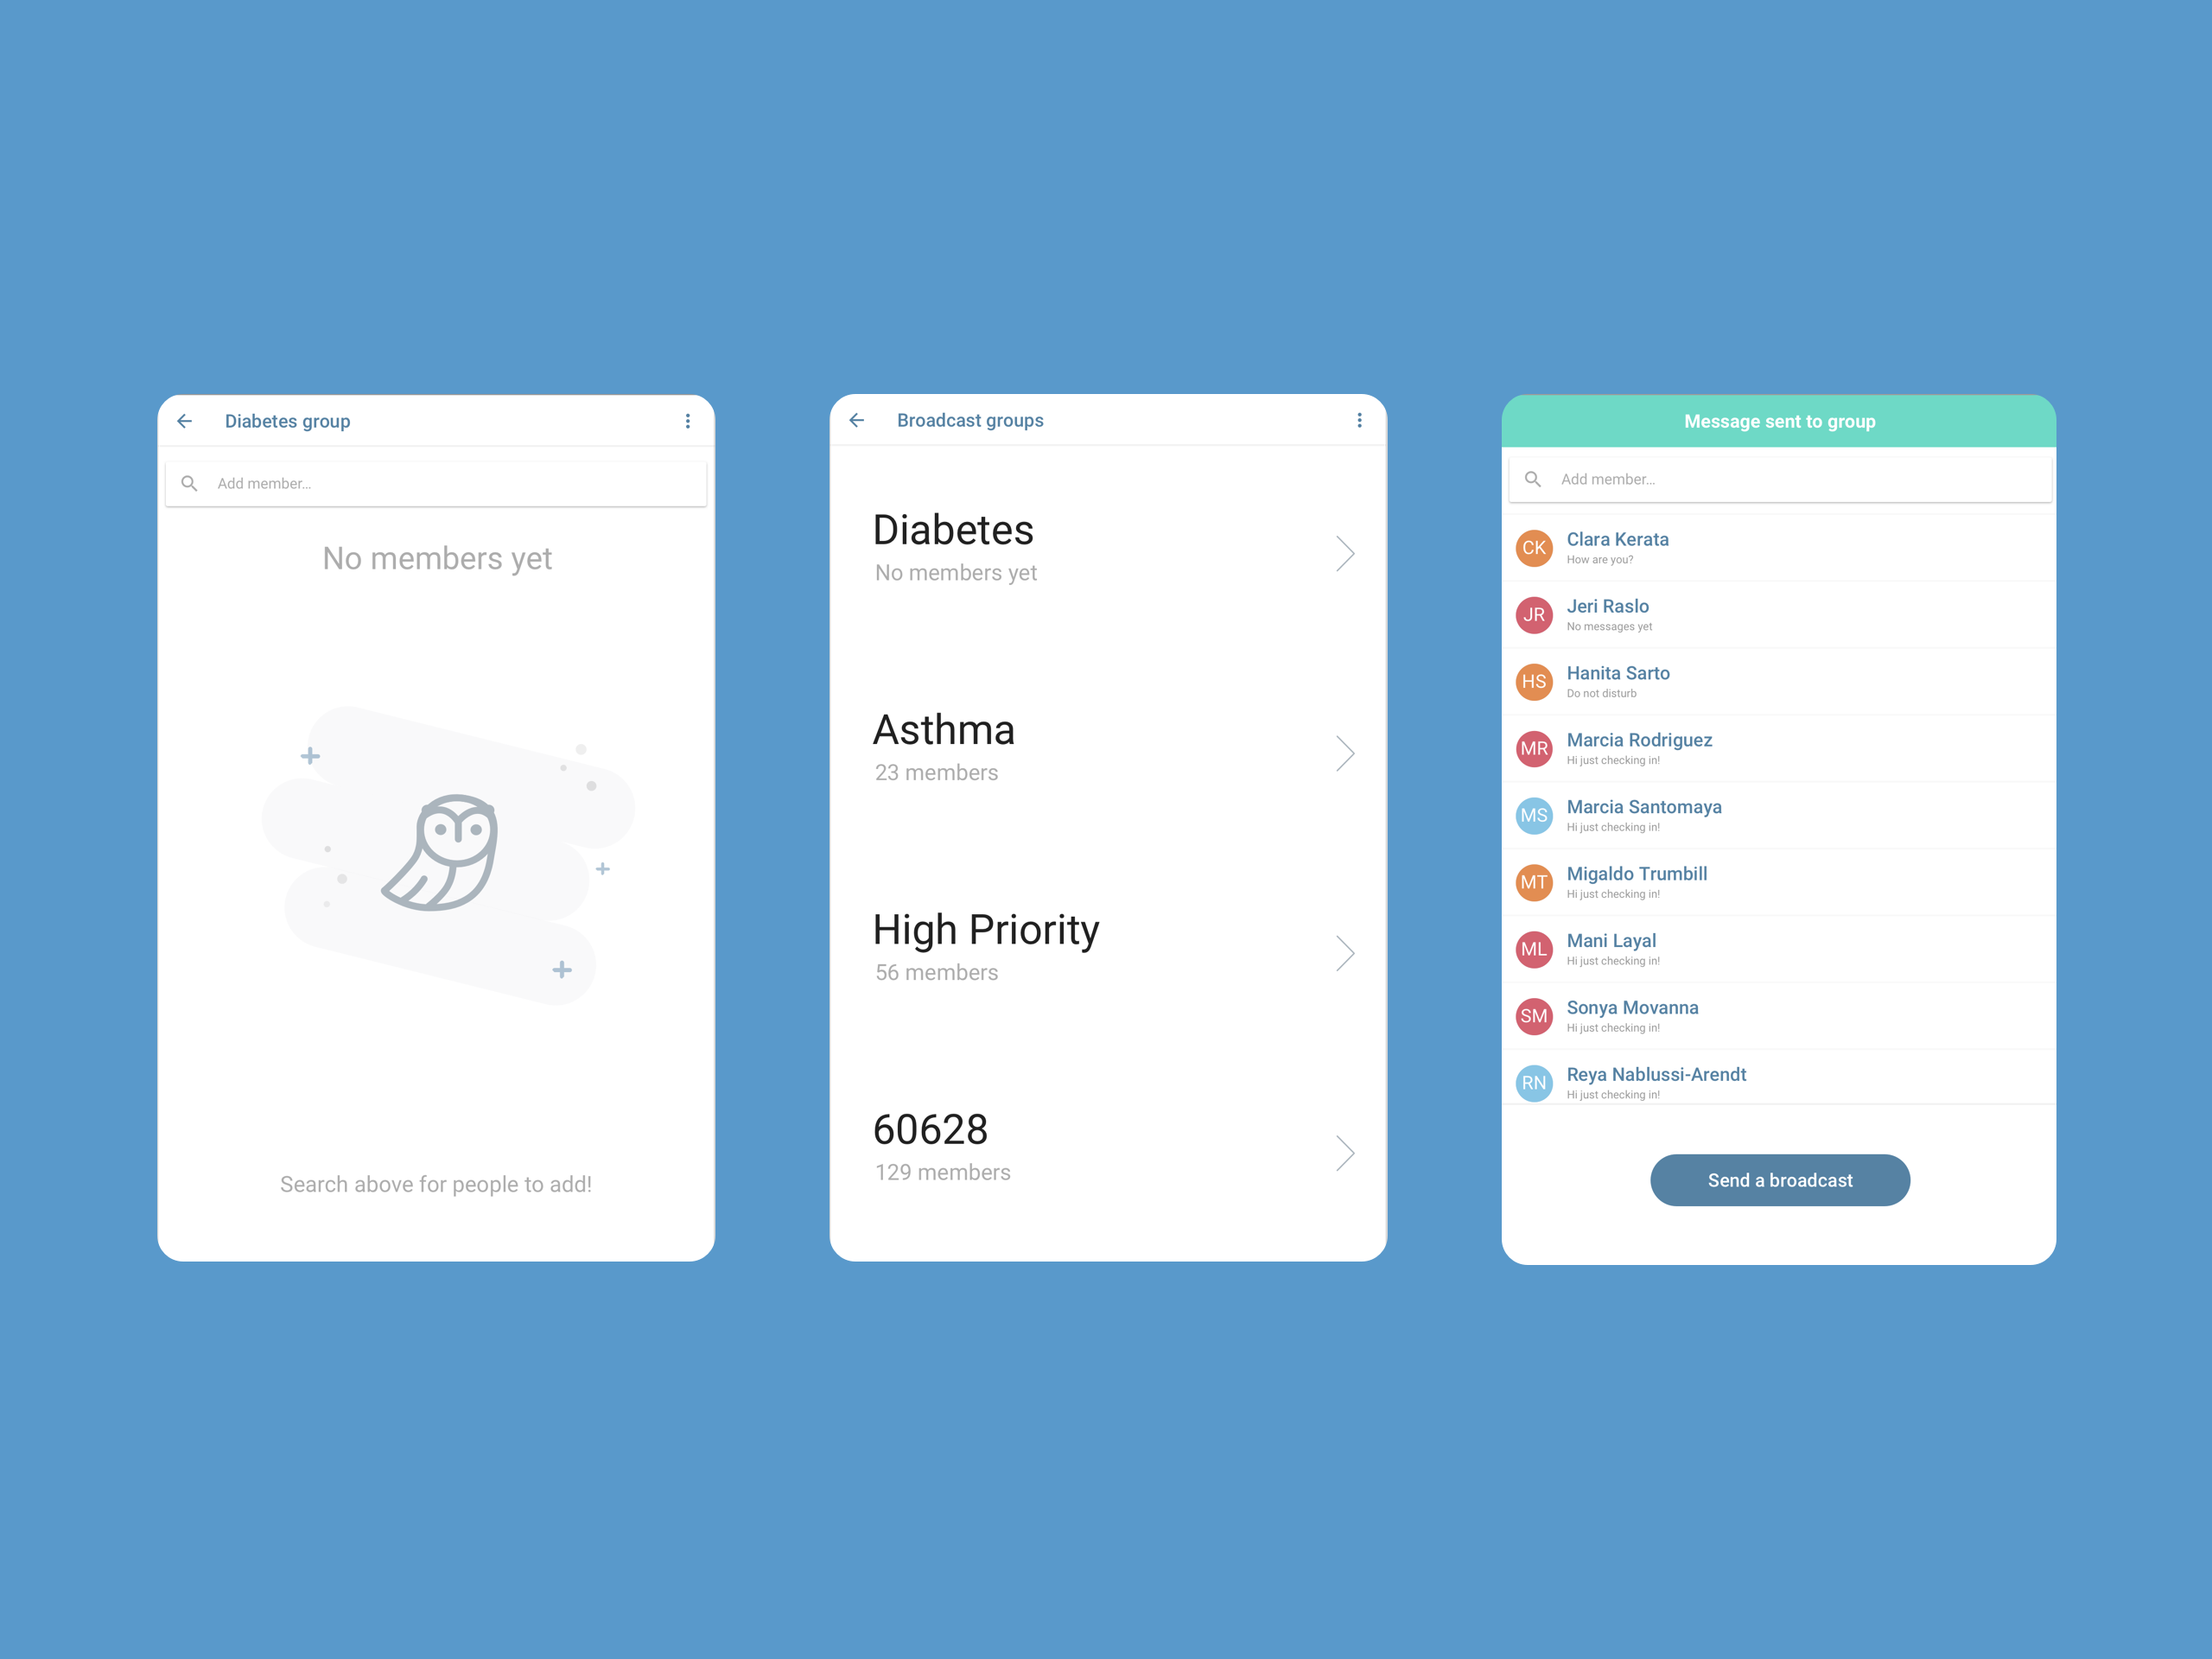 Diabetes group
Add member...
No members yet
Search above for people to add!
Broadcast groups
Diabetes
No members yet
Asthma
23 members
High Priority
56 members
60628
129 members
Message sent to group
Add member...
CK
Clara Kerata
How are you?
JR
Jeri Raslo
No messages yet
HS
Hanita Sarto
Do not disturb
MR
Marcia Rodriguez
Hi just checking in!
MS
Marcia Santomaya
Hi just checking in!
MT
Migaldo Trumbill
Hi just checking in!
ML
Mani Layal
Hi just checking in!
SM
Sonya Movanna
Hi just checking in!
RN
Reya Nablussi-Arendt
Hi just checking in!
Send a broadcast